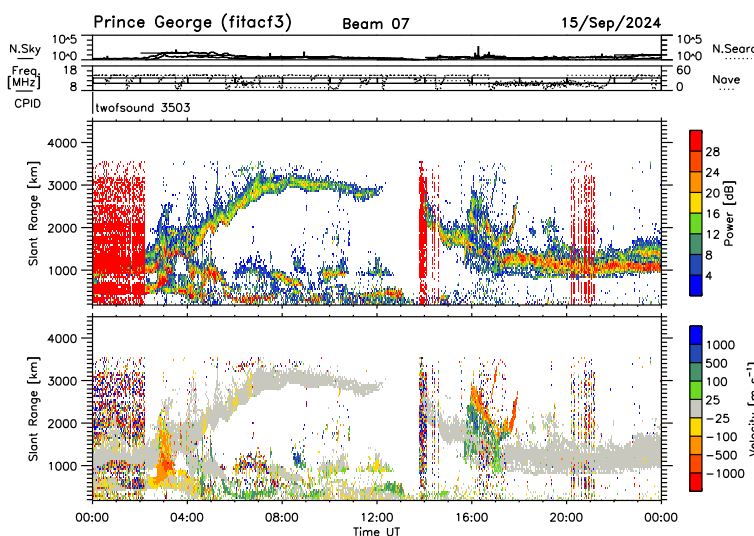 Prince George (fitacf3) Beam 07 15/Sep/2024
N.Sky 10^5 10^0 10^5 10^0 N.Sear
Freq. [MHz] 18 8 60 0 Nave
CPID twofsound 3503
Slant Range [km] 4000 3000 2000 1000
28 24 20 16 12 8 4 Power [dB]
Slant Range [km] 4000 3000 2000 1000
1000 500 100 25 -25 -100 -500 -1000 Velocity [m s^-1]
00:00 04:00 08:00 12:00 16:00 20:00 00:00
Time UT